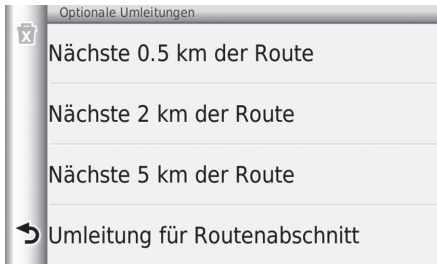 Optionale Umleitungen
Nächste 0.5 km der Route
Nächste 2 km der Route
Nächste 5 km der Route
Umleitung für Routenabschnitt